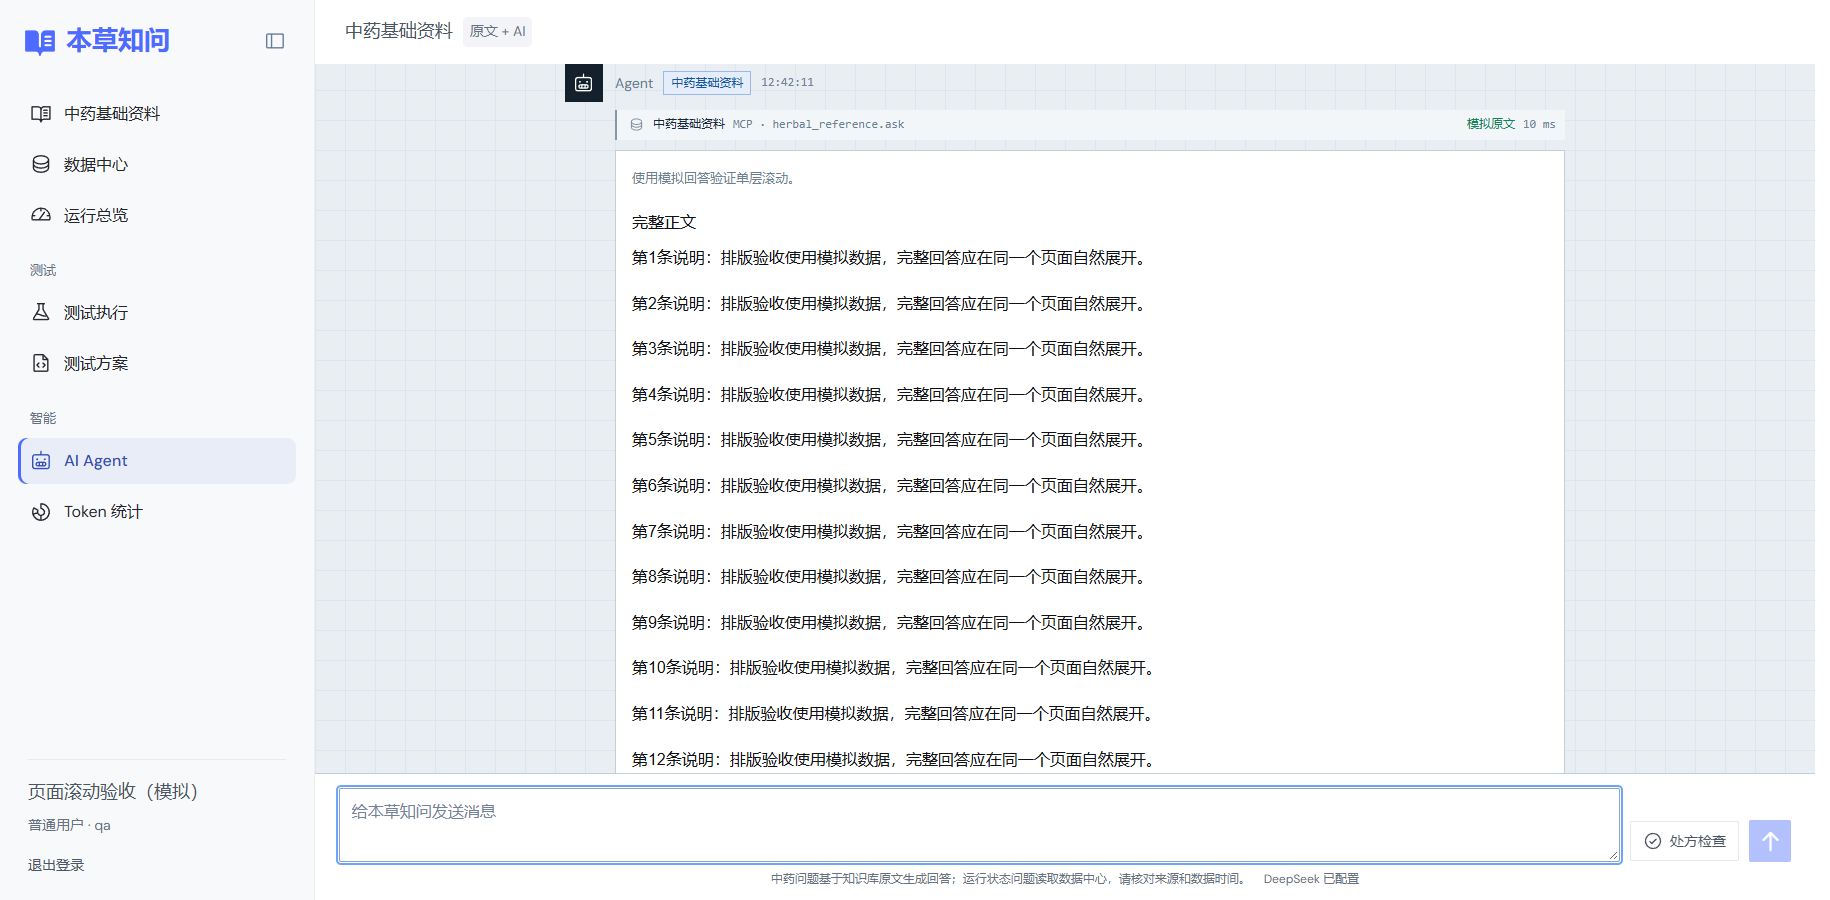 本草知问
中药基础资料
数据中心
运行总览
测试
测试执行
测试方案
智能
AI Agent
Token 统计
页面滚动验收（模拟）
普通用户 · qa
退出登录
中药基础资料 原文 + AI
Agent 中药基础资料 12:42:11
中药基础资料 MCP · herbal_reference.ask 模拟原文 10 ms
使用模拟回答验证单层滚动。
完整正文
第1条说明：排版验收使用模拟数据，完整回答应在同一个页面自然展开。
第2条说明：排版验收使用模拟数据，完整回答应在同一个页面自然展开。
第3条说明：排版验收使用模拟数据，完整回答应在同一个页面自然展开。
第4条说明：排版验收使用模拟数据，完整回答应在同一个页面自然展开。
第5条说明：排版验收使用模拟数据，完整回答应在同一个页面自然展开。
第6条说明：排版验收使用模拟数据，完整回答应在同一个页面自然展开。
第7条说明：排版验收使用模拟数据，完整回答应在同一个页面自然展开。
第8条说明：排版验收使用模拟数据，完整回答应在同一个页面自然展开。
第9条说明：排版验收使用模拟数据，完整回答应在同一个页面自然展开。
第10条说明：排版验收使用模拟数据，完整回答应在同一个页面自然展开。
第11条说明：排版验收使用模拟数据，完整回答应在同一个页面自然展开。
第12条说明：排版验收使用模拟数据，完整回答应在同一个页面自然展开。
给本草知问发送消息
处方检查
中药问题基于知识库原文生成回答；运行状态问题读取数据中心，请核对来源和数据时间。 DeepSeek 已配置